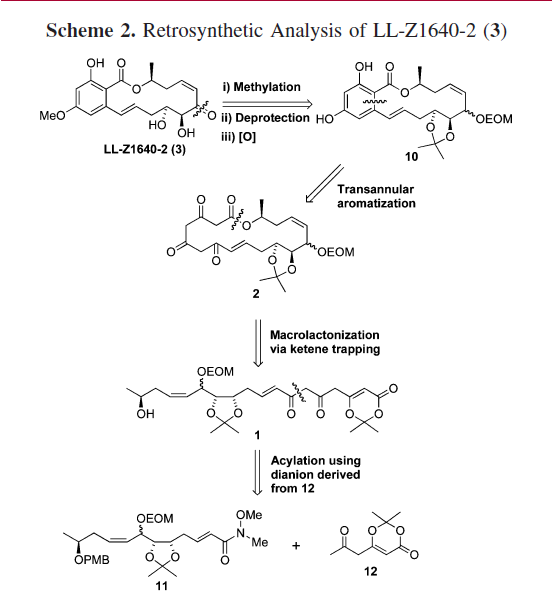 Scheme 2. Retrosynthetic Analysis of LL-Z1640-2 (3)
OH O
O
MeO
HO
OH
O
LL-Z1640-2 (3)
i) Methylation
ii) Deprotection
iii) [O]
OH O
O
HO
O
O
OEOM
10
Transannular
aromatization
O O
O
O
O
OEOM
O
O
2
Macrolactonization
via ketene trapping
OEOM
OH
O O
O O
O
O O
1
Acylation using
dianion derived
from 12
OEOM
OMe
N
Me
OPMB
O O
O
11
+
O
O
O
O
12